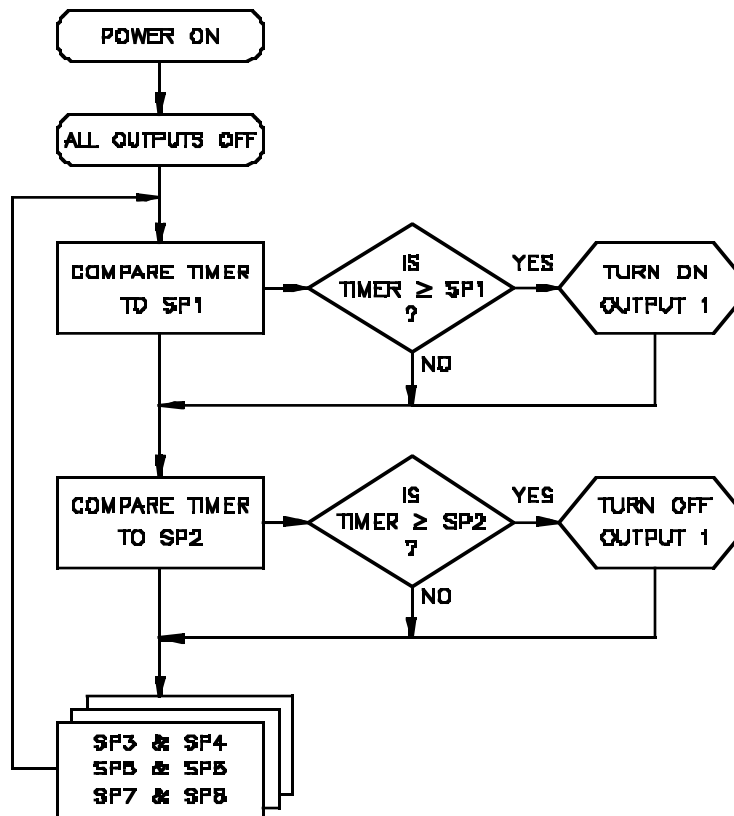 POWER ON
ALL OUTPUTS OFF
COMPARE TIMER
TO SP1
IS
TIMER ≥ SP1
?
YES
NO
TURN ON
OUTPUT 1
COMPARE TIMER
TO SP2
IS
TIMER ≥ SP2
?
YES
NO
TURN OFF
OUTPUT 1
SP3 & SP4
SP5 & SP6
SP7 & SP8